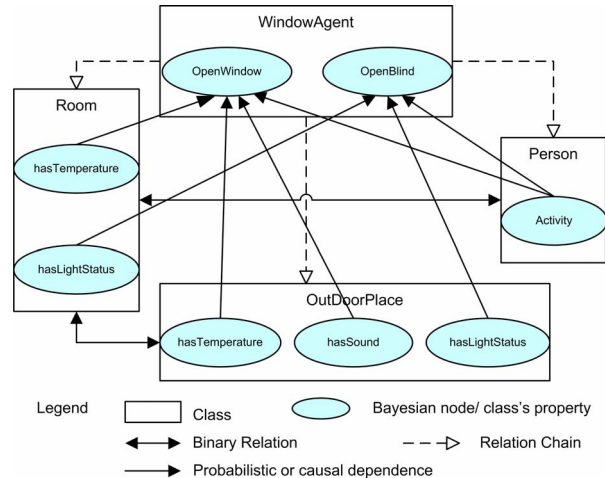 WindowAgent
OpenWindow
OpenBlind
Room
hasTemperature
Person
Activity
hasLightStatus
OutDoorPlace
hasTemperature
hasSound
hasLightStatus
Legend
Class
Bayesian node/ class's property
Binary Relation
Relation Chain
Probabilistic or causal dependence